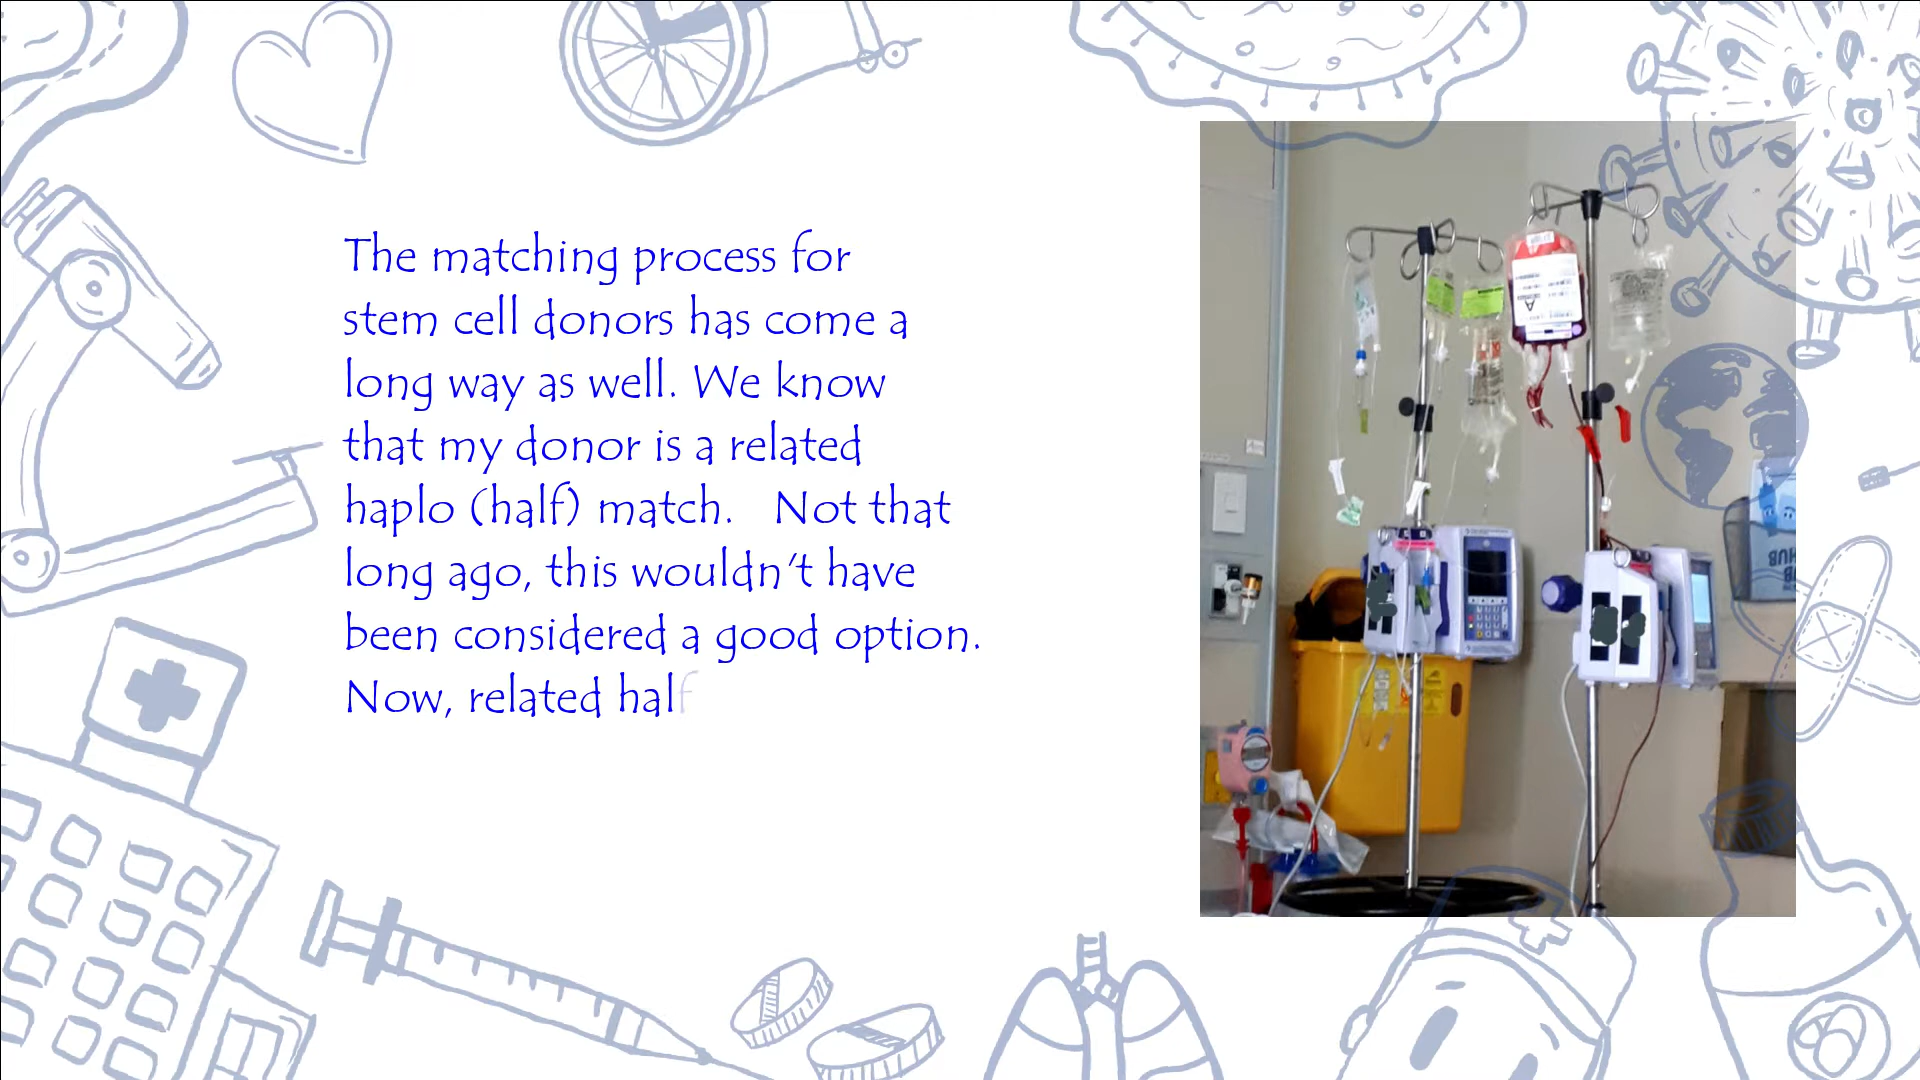 The matching process for
stem cell donors has come a
long way as well. We know
that my donor is a related
haplo (half) match. Not that
long ago, this wouldn't have
been considered a good option.
Now, related half
A